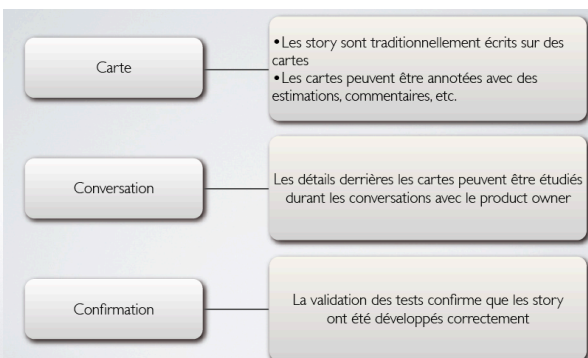 Carte
•Les story sont traditionnellement écrits sur des
cartes
•Les cartes peuvent être annotées avec des
estimations, commentaires, etc.
Conversation
Les détails derrières les cartes peuvent être étudiés
durant les conversations avec le product owner
Confirmation
La validation des tests confirme que les story
ont été développés correctement